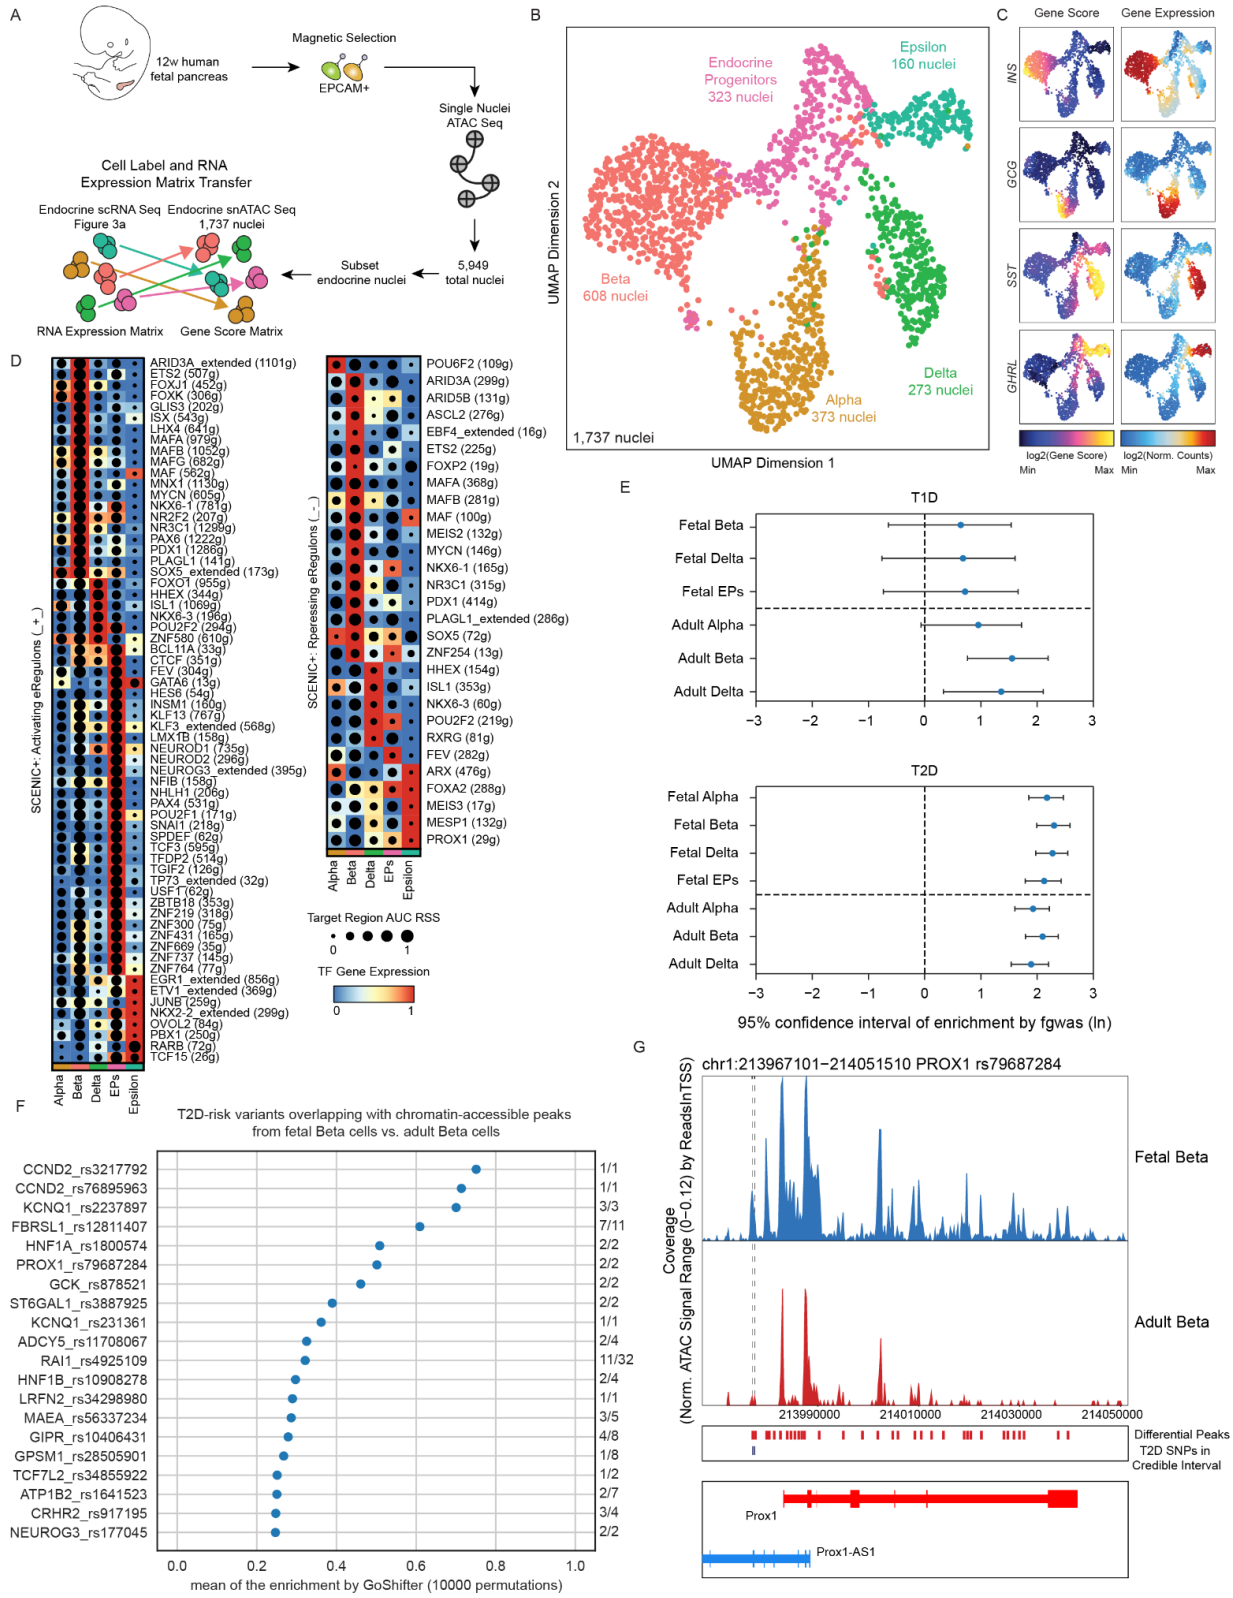 A
12w human
fetal pancreas
Magnetic Selection
EPCAM+
Single Nuclei
ATAC Seq
5,949
total nuclei
Subset
endocrine nuclei
Cell Label and RNA
Expression Matrix Transfer
Endocrine scRNA Seq
Figure 3a
Endocrine snATAC Seq
1,737 nuclei
RNA Expression Matrix
Gene Score Matrix
B
Endocrine
Progenitors
323 nuclei
Epsilon
160 nuclei
Beta
608 nuclei
Delta
273 nuclei
Alpha
373 nuclei
1,737 nuclei
UMAP Dimension 1
UMAP Dimension 2
C
Gene Score
Gene Expression
INS
GCG
SST
GHRL
log2(Gene Score)
Min
Max
log2(Norm. Counts)
Min
Max
D
SCENIC+: Activating eRegulons (_+_)
ARID3A_extended (1101g)
ETS2 (507g)
FOXJ1 (452g)
FOXK (306g)
GLIS3 (202g)
ISX (543g)
LHX4 (641g)
MAFA (979g)
MAFB (1052g)
MAFG (682g)
MAF (562g)
MNX1 (1130g)
MYCN (605g)
NKX6-1 (781g)
NR2F2 (207g)
NR3C1 (1299g)
PAX6 (1222g)
PDX1 (1286g)
PLAGL1 (141g)
SOX5_extended (173g)
FOXO1 (955g)
HHEX (344g)
ISL1 (1069g)
NKX6-3 (196g)
POU2F2 (294g)
ZNF580 (610g)
BCL11A (33g)
CTCF (351g)
FEV (304g)
GATA6 (13g)
HES6 (54g)
INSM1 (160g)
KLF13 (767g)
KLF3_extended (568g)
LMX1B (158g)
NEUROD1 (735g)
NEUROD2 (296g)
NEUROG3_extended (395g)
NFIB (158g)
NHLH1 (206g)
PAX4 (531g)
POU2F1 (171g)
SNAI1 (218g)
SPDEF (62g)
TCF3 (595g)
TFDP2 (514g)
TGIF2 (126g)
TP73_extended (32g)
USF1 (62g)
ZBTB18 (353g)
ZNF219 (318g)
ZNF300 (75g)
ZNF431 (165g)
ZNF669 (35g)
ZNF737 (145g)
ZNF764 (77g)
EGR1_extended (856g)
ETV1_extended (369g)
JUNB (259g)
NKX2-2_extended (299g)
OVOL2 (84g)
PBX1 (250g)
RARB (72g)
TCF15 (26g)
Alpha
Beta
Delta
EPs
Epsilon
SCENIC+: Rperessing eRegulons (_-_)
POU6F2 (109g)
ARID3A (299g)
ARID5B (131g)
ASCL2 (276g)
EBF4_extended (16g)
ETS2 (225g)
FOXP2 (19g)
MAFA (368g)
MAFB (281g)
MAF (100g)
MEIS2 (132g)
MYCN (146g)
NKX6-1 (165g)
NR3C1 (315g)
PDX1 (414g)
PLAGL1_extended (286g)
SOX5 (72g)
ZNF254 (13g)
HHEX (154g)
ISL1 (353g)
NKX6-3 (60g)
POU2F2 (219g)
RXRG (81g)
FEV (282g)
ARX (476g)
FOXA2 (288g)
MEIS3 (17g)
MESP1 (132g)
PROX1 (29g)
Alpha
Beta
Delta
EPs
Epsilon
Target Region AUC RSS
0
1
TF Gene Expression
0
1
E
T1D
Fetal Beta
Fetal Delta
Fetal EPs
Adult Alpha
Adult Beta
Adult Delta
−3 −2 −1 0 1 2 3
T2D
Fetal Alpha
Fetal Beta
Fetal Delta
Fetal EPs
Adult Alpha
Adult Beta
Adult Delta
−3 −2 −1 0 1 2 3
95% confidence interval of enrichment by fgwas (ln)
F
T2D-risk variants overlapping with chromatin-accessible peaks
from fetal Beta cells vs. adult Beta cells
CCND2_rs3217792 1/1
CCND2_rs76895963 1/1
KCNQ1_rs2237897 3/3
FBRSL1_rs12811407 7/11
HNF1A_rs1800574 2/2
PROX1_rs79687284 2/2
GCK_rs878521 2/2
ST6GAL1_rs3887925 2/2
KCNQ1_rs231361 1/1
ADCY5_rs11708067 2/4
RAI1_rs4925109 11/32
HNF1B_rs10908278 2/4
LRFN2_rs34298980 1/1
MAEA_rs56337234 3/5
GIPR_rs10406431 4/8
GPSM1_rs28505901 1/8
TCF7L2_rs34855922 1/2
ATP1B2_rs1641523 2/7
CRHR2_rs917195 3/4
NEUROG3_rs177045 2/2
0.0 0.2 0.4 0.6 0.8 1.0
mean of the enrichment by GoShifter (10000 permutations)
G
chr1:213967101−214051510 PROX1 rs79687284
Coverage
(Norm. ATAC Signal Range (0−0.12) by ReadsInTSS)
Fetal Beta
Adult Beta
213990000 214010000 214030000 214050000
Differential Peaks
T2D SNPs in
Credible Interval
Prox1
Prox1-AS1